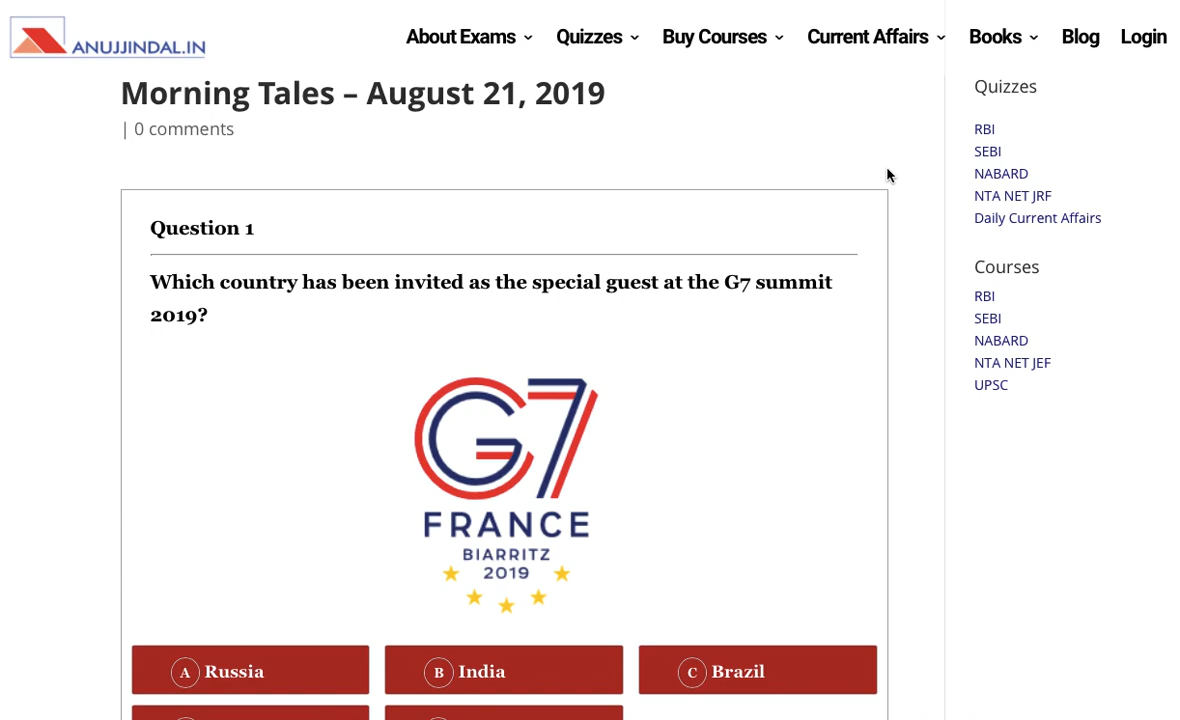 ANUJJINDAL.IN
About Exams Quizzes Buy Courses Current Affairs Books Blog Login
Morning Tales – August 21, 2019
| 0 comments
Question 1
Which country has been invited as the special guest at the G7 summit
2019?
G7
FRANCE
BIARRITZ
2019
A Russia
B India
C Brazil
Quizzes
RBI
SEBI
NABARD
NTA NET JRF
Daily Current Affairs
Courses
RBI
SEBI
NABARD
NTA NET JEF
UPSC